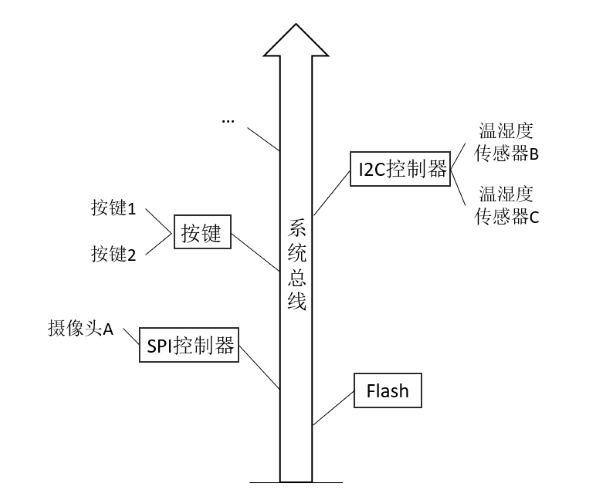 ...
温湿度
传感器B
I2C控制器
温湿度
传感器C
按键1
按键
按键2
系统总线
摄像头A
SPI控制器
Flash